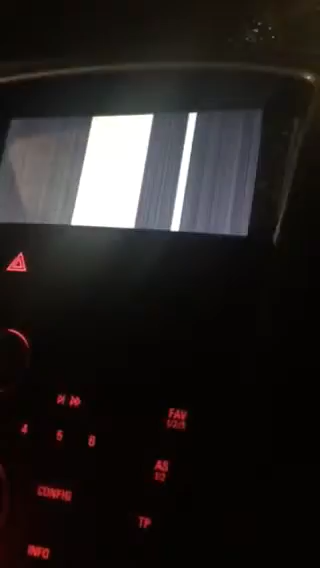 FAV
1/2/3
4
5
6
AS
1/2
CONFIG
TP
INFO